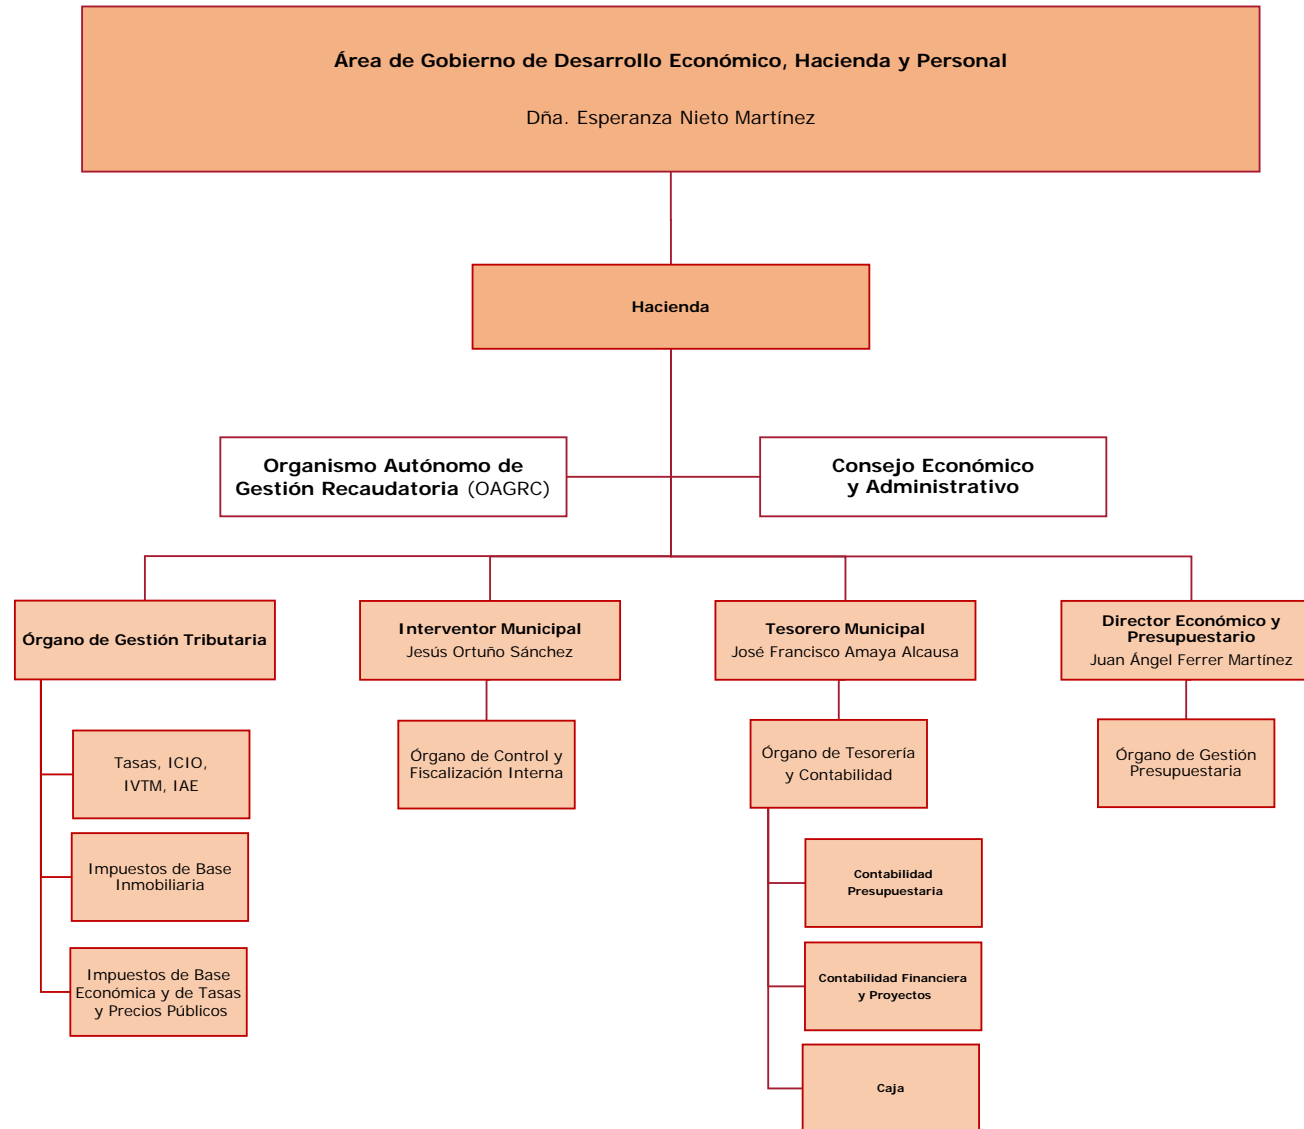 Área de Gobierno de Desarrollo Económico, Hacienda y Personal
Dña. Esperanza Nieto Martínez
Hacienda
Organismo Autónomo de
Gestión Recaudatoria (OAGRC)
Consejo Económico
y Administrativo
Órgano de Gestión Tributaria
Interventor Municipal
Jesús Ortuño Sánchez
Tesorero Municipal
José Francisco Amaya Alcausa
Director Económico y
Presupuestario
Juan Ángel Ferrer Martínez
Tasas, ICIO,
IVTM, IAE
Impuestos de Base
Inmobiliaria
Impuestos de Base
Económica y de Tasas
y Precios Públicos
Órgano de Control y
Fiscalización Interna
Órgano de Tesorería
y Contabilidad
Contabilidad
Presupuestaria
Contabilidad Financiera
y Proyectos
Caja
Órgano de Gestión
Presupuestaria